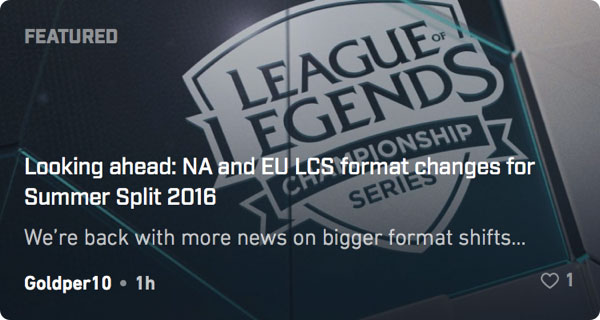 FEATURED
LEAGUE OF
LEGENDS
CHAMPIONSHIP
SERIES
Looking ahead: NA and EU LCS format changes for
Summer Split 2016
We're back with more news on bigger format shifts...
Goldper10 • 1h
1